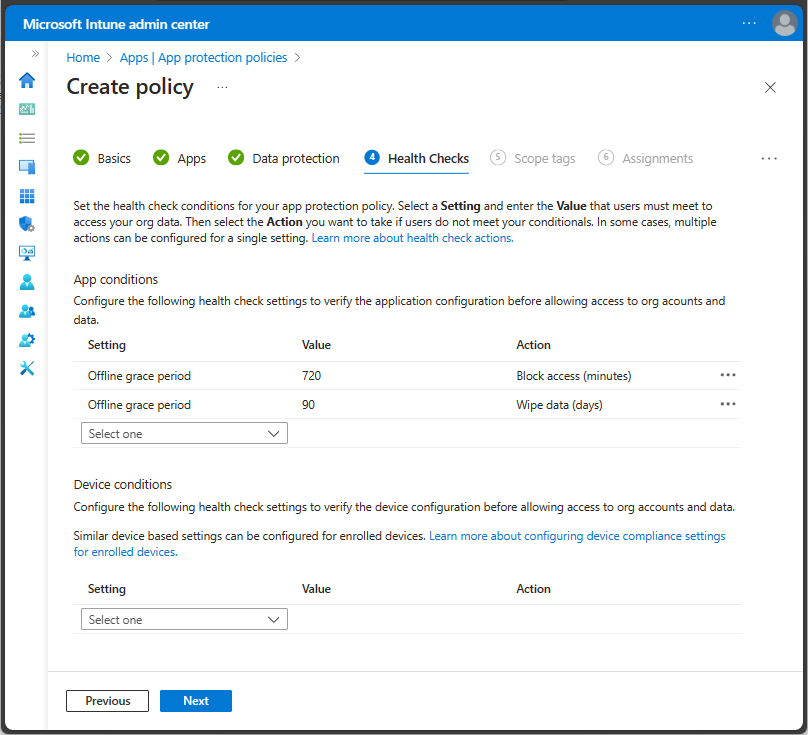 Microsoft Intune admin center
Home > Apps | App protection policies >
Create policy ...
Basics Apps Data protection 4 Health Checks 5 Scope tags 6 Assignments ...
Set the health check conditions for your app protection policy. Select a Setting and enter the Value that users must meet to
access your org data. Then select the Action you want to take if users do not meet your conditionals. In some cases, multiple
actions can be configured for a single setting. Learn more about health check actions.
App conditions
Configure the following health check settings to verify the application configuration before allowing access to org acounts and
data.
Setting Value Action
Offline grace period 720 Block access (minutes) ...
Offline grace period 90 Wipe data (days) ...
Select one
Device conditions
Configure the following health check settings to verify the device configuration before allowing access to org accounts and data.
Similar device based settings can be configured for enrolled devices. Learn more about configuring device compliance settings
for enrolled devices.
Setting Value Action
Select one
Previous Next